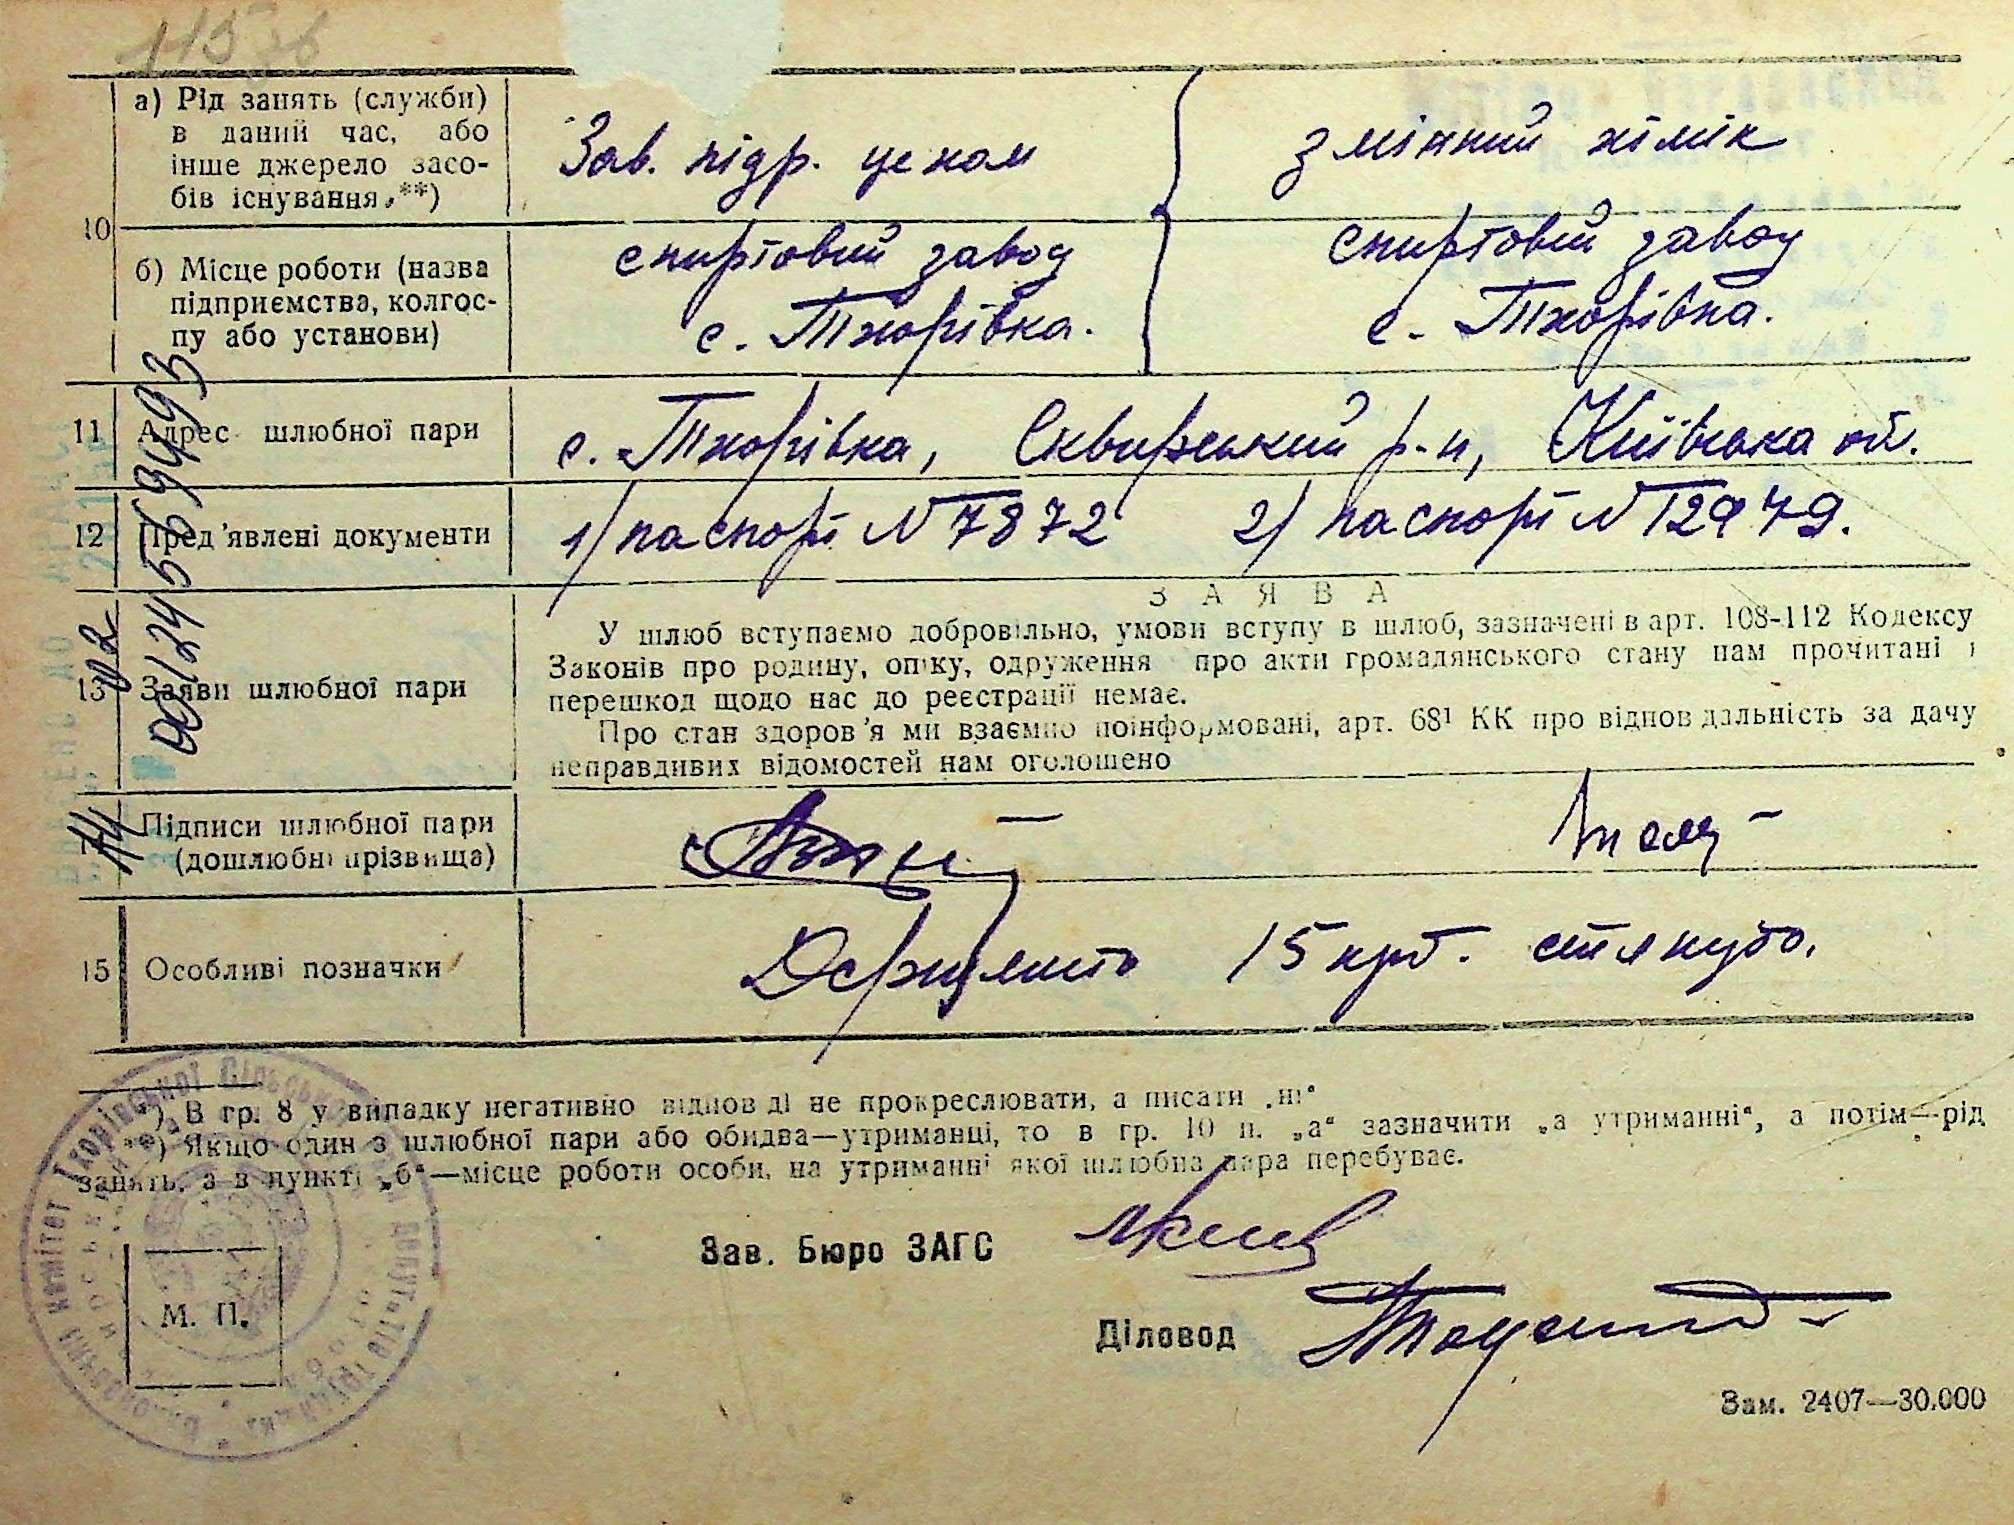 10
а) Рід занять (служби)
в даний час, або
інше джерело засо-
бів існування.**)
Зав. підр. цехом
Змінний хімік
б) Місце роботи (назва
підприємства, колгос-
пу або установи)
спиртовий завод
с. Тхорівка.
спиртовий завод
с. Тхорівка.
11 Адрес шлюбної пари
с. Тхорівка, Сквирський р-н, Київська об.
12 Пред'явлені документи
1) паспорт N 7872 2) паспорт N 12979.
13 Заяви шлюбної пари
ЗАЯВА
У шлюб вступаємо добровільно, умови вступу в шлюб, зазначені в арт. 108-112 Кодексу
Законів про родину, опіку, одруження про акти громадянського стану нам прочитані і
перешкод щодо нас до реєстрації немає.
Про стан здоров'я ми взаємно поінформовані, арт. 68¹ КК про відповідальність за дачу
неправдивих відомостей нам оголошено
14 Підписи шлюбної пари
(дошлюбні прізвища)
15 Особливі позначки
Держмито 15 крб. стягнуто.
*) В гр. 8 у випадку негативно відповіді не прокреслювати, а писати „ні“
**) Якщо один з шлюбної пари або обидва—утриманці, то в гр. 10 п. „а“ зазначити „а утриманні“, а потім—рід
занять, а в пункті „б“—місце роботи особи, на утриманні якої шлюбна пара перебуває.
Зав. Бюро ЗАГС
М. П.
Діловод
Зам. 2407—30.000